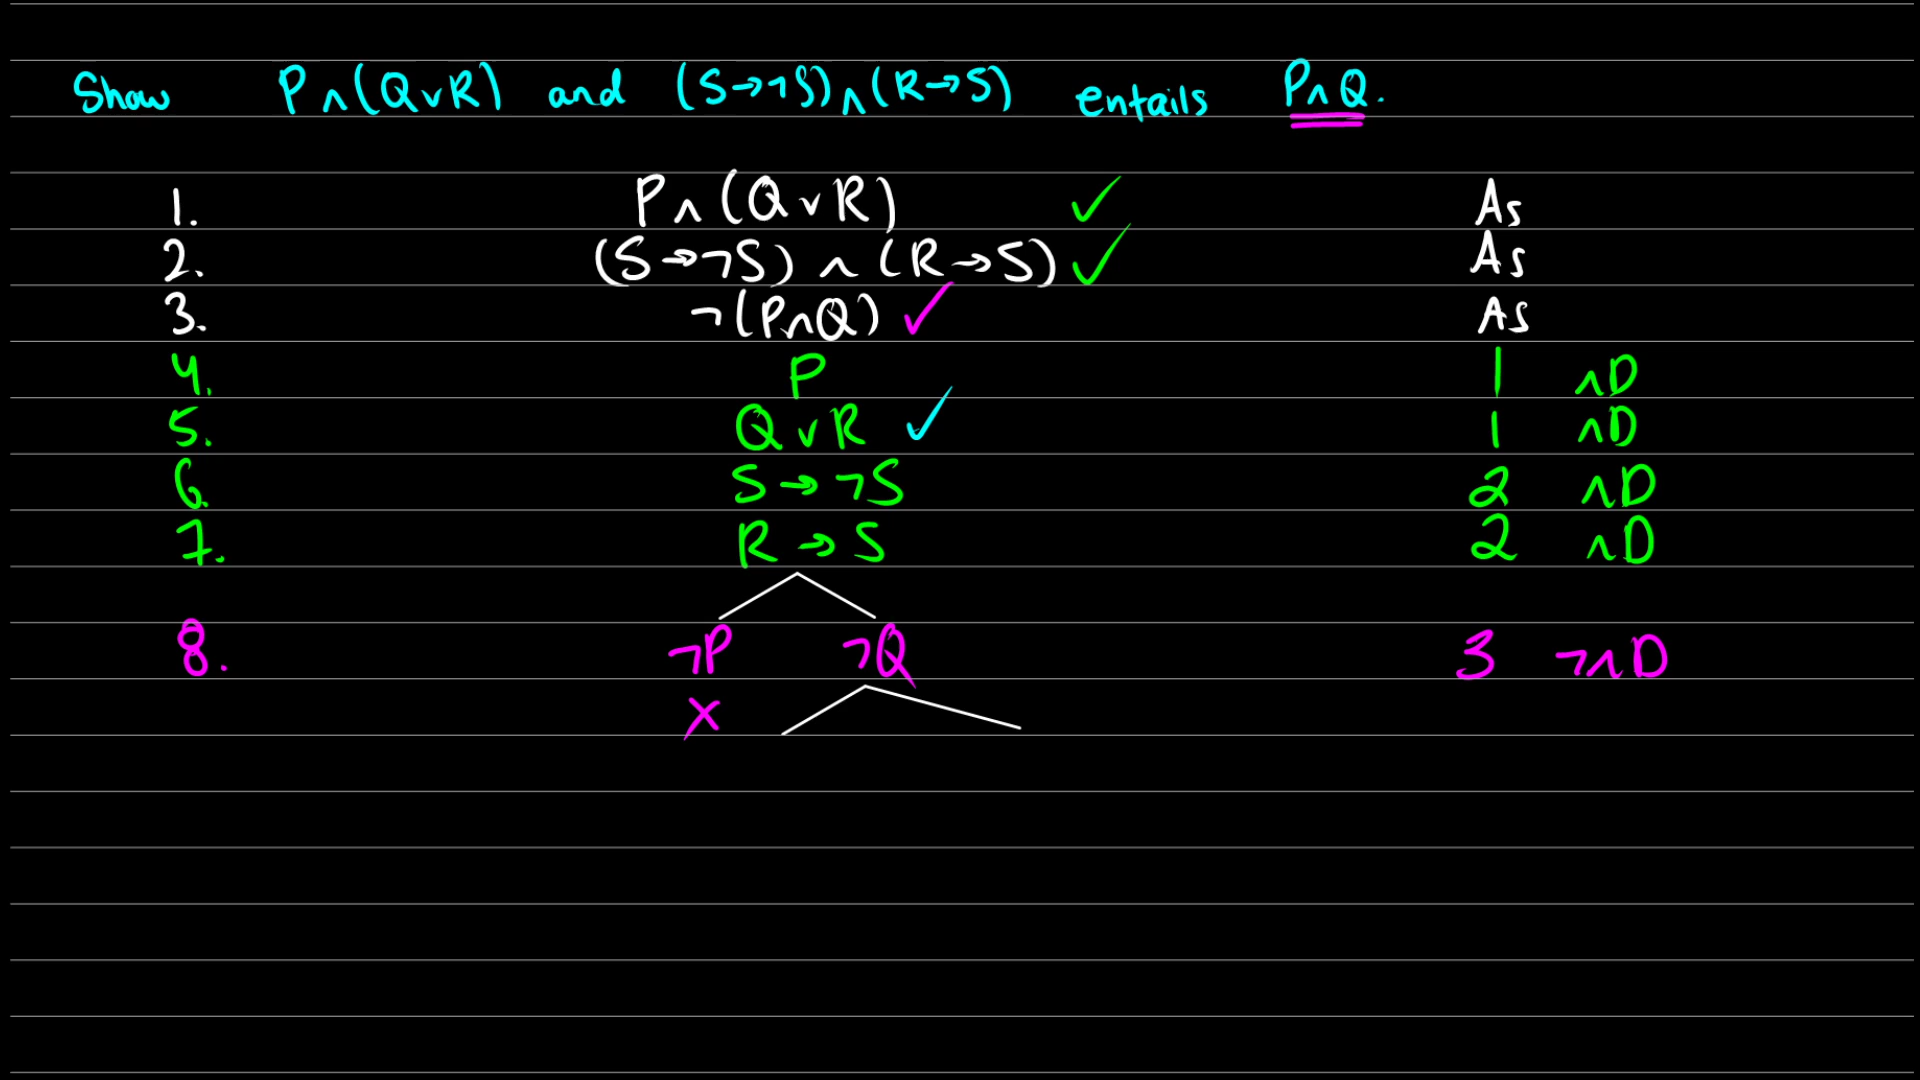 Show P∧(Q∨R) and (S→¬S)∧(R→S) entails P∧Q.
1. P∧(Q∨R) ✓ As
2. (S→¬S) ∧ (R→S) ✓ As
3. ¬(P∧Q) ✓ As
4. P 1 ∧D
5. Q∨R ✓ 1 ∧D
6. S→¬S 2 ∧D
7. R→S 2 ∧D
8. ¬P ¬Q 3 ¬∧D
X